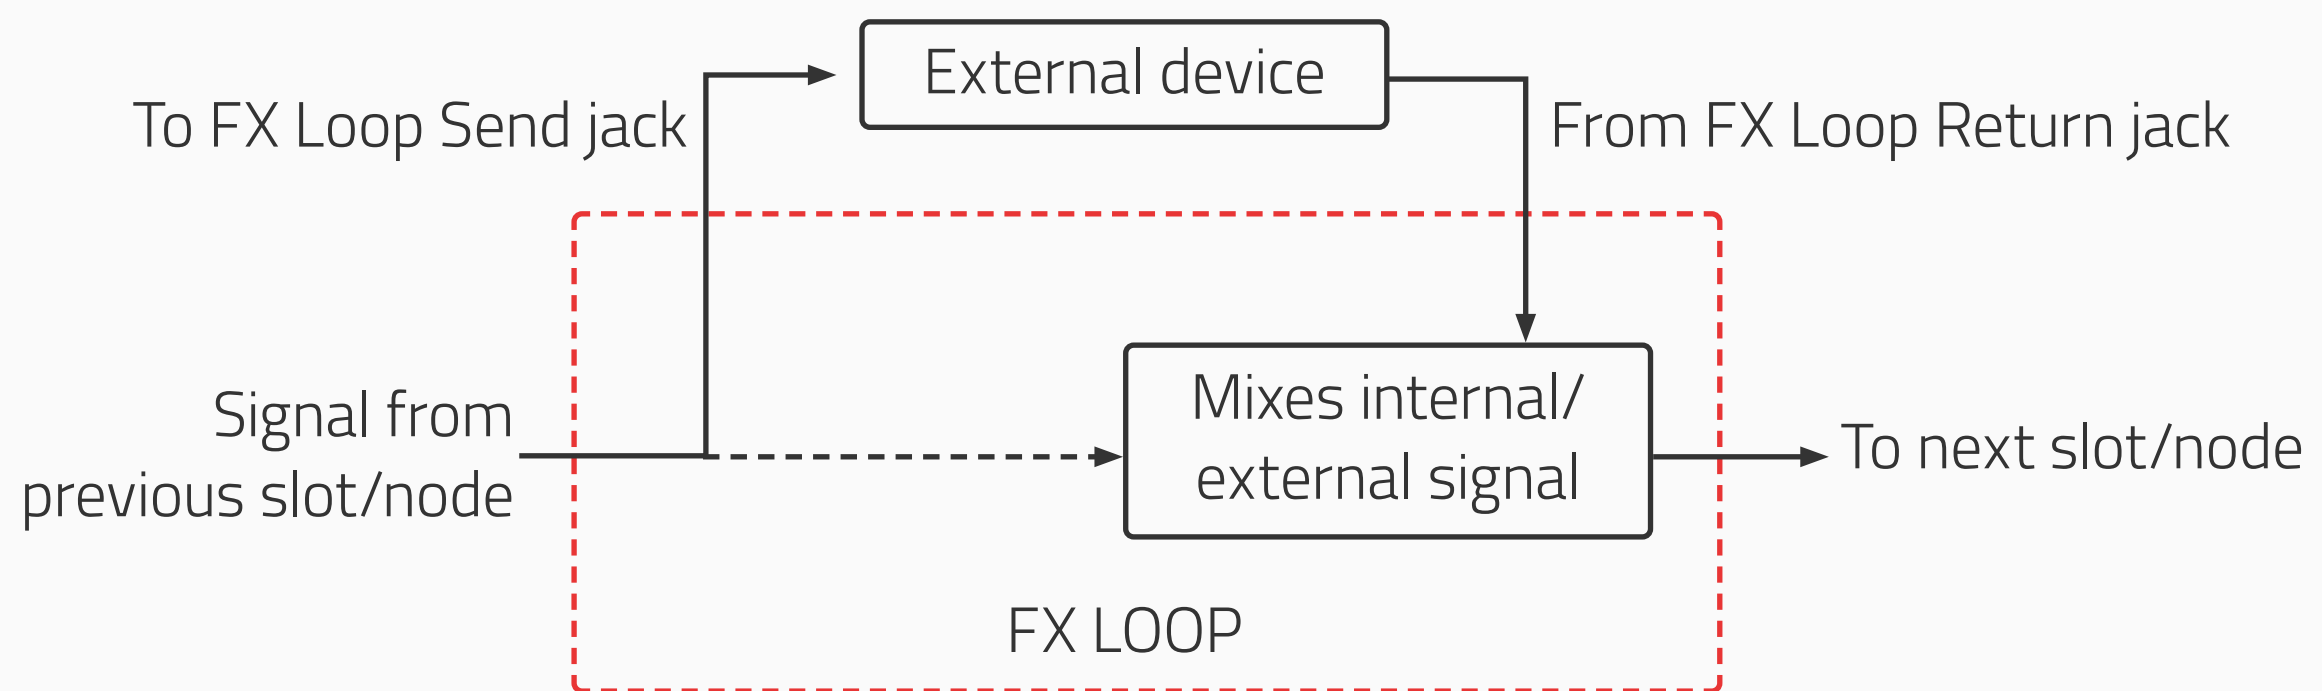 External device
To FX Loop Send jack
From FX Loop Return jack
Signal from
previous slot/node
Mixes internal/
external signal
To next slot/node
FX LOOP